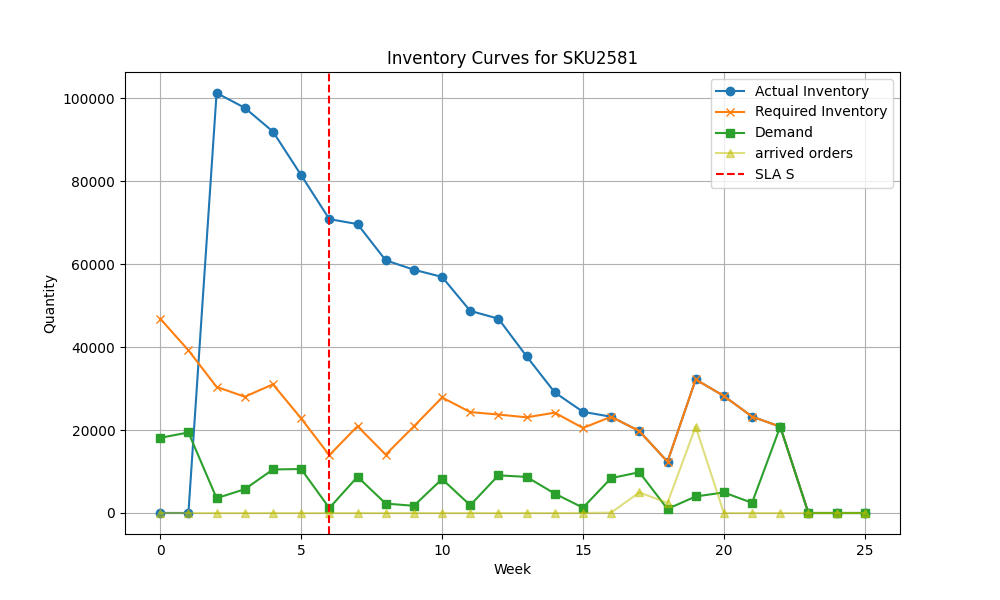 Inventory Curves for SKU2581
Actual Inventory
Required Inventory
Demand
arrived orders
SLA S
Quantity
100000
80000
60000
40000
20000
0
0 5 10 15 20 25
Week